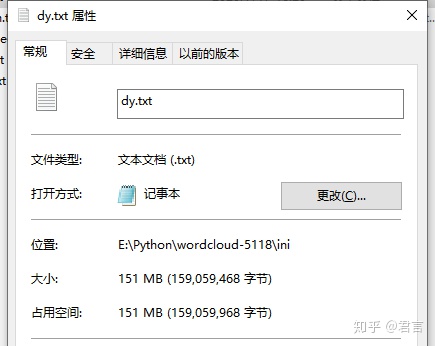 dy.txt 属性
常规 安全 详细信息 以前的版本
dy.txt
文件类型: 文本文档 (.txt)
打开方式: 记事本 更改(C)...
位置: E:\Python\wordcloud-5118\ini
大小: 151 MB (159,059,468 字节)
占用空间: 151 MB (159,059,968 字节)
知乎 @君言